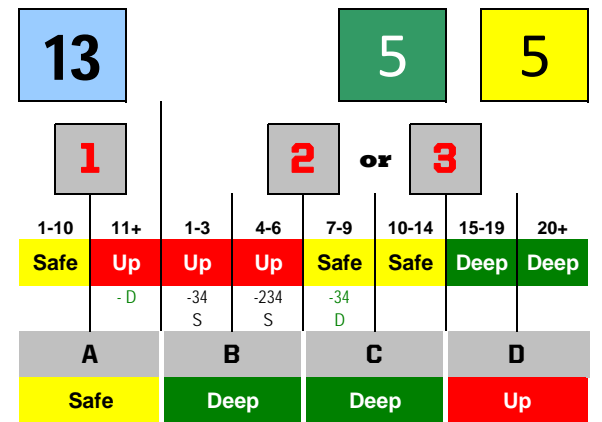 13 5 5
1 2 or 3
1-10 11+ 1-3 4-6 7-9 10-14 15-19 20+
Safe Up Up Up Safe Safe Deep Deep
- D -34 -234 -34
S S D
A B C D
Safe Deep Deep Up